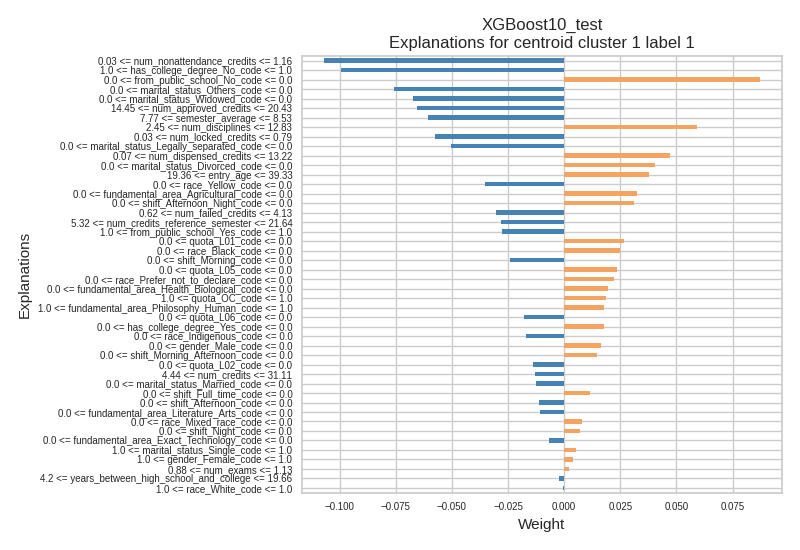 XGBoost10_test
Explanations for centroid cluster 1 label 1
0.03 <= num_nonattendance_credits <= 1.16
1.0 <= has_college_degree_No_code <= 1.0
0.0 <= from_public_school_No_code <= 0.0
0.0 <= marital_status_Others_code <= 0.0
0.0 <= marital_status_Widowed_code <= 0.0
14.45 <= num_approved_credits <= 20.43
7.77 <= semester_average <= 8.53
2.45 <= num_disciplines <= 12.83
0.03 <= num_locked_credits <= 0.79
0.0 <= marital_status_Legally_separated_code <= 0.0
0.07 <= num_dispensed_credits <= 13.22
0.0 <= marital_status_Divorced_code <= 0.0
19.36 <= entry_age <= 39.33
0.0 <= race_Yellow_code <= 0.0
0.0 <= fundamental_area_Agricultural_code <= 0.0
0.0 <= shift_Afternoon_Night_code <= 0.0
0.62 <= num_failed_credits <= 4.13
5.32 <= num_credits_reference_semester <= 21.64
1.0 <= from_public_school_Yes_code <= 1.0
0.0 <= quota_L01_code <= 0.0
0.0 <= race_Black_code <= 0.0
0.0 <= shift_Morning_code <= 0.0
0.0 <= quota_L05_code <= 0.0
0.0 <= race_Prefer_not_to_declare_code <= 0.0
0.0 <= fundamental_area_Health_Biological_code <= 0.0
1.0 <= quota_OC_code <= 1.0
1.0 <= fundamental_area_Philosophy_Human_code <= 1.0
0.0 <= quota_L06_code <= 0.0
0.0 <= has_college_degree_Yes_code <= 0.0
0.0 <= race_Indigenous_code <= 0.0
0.0 <= gender_Male_code <= 0.0
0.0 <= shift_Morning_Afternoon_code <= 0.0
0.0 <= quota_L02_code <= 0.0
4.44 <= num_credits <= 31.11
0.0 <= marital_status_Married_code <= 0.0
0.0 <= shift_Full_time_code <= 0.0
0.0 <= shift_Afternoon_code <= 0.0
0.0 <= fundamental_area_Literature_Arts_code <= 0.0
0.0 <= race_Mixed_race_code <= 0.0
0.0 <= shift_Night_code <= 0.0
0.0 <= fundamental_area_Exact_Technology_code <= 0.0
1.0 <= marital_status_Single_code <= 1.0
1.0 <= gender_Female_code <= 1.0
0.88 <= num_exams <= 1.13
4.2 <= years_between_high_school_and_college <= 19.66
1.0 <= race_White_code <= 1.0
Explanations
−0.100 −0.075 −0.050 −0.025 0.000 0.025 0.050 0.075
Weight